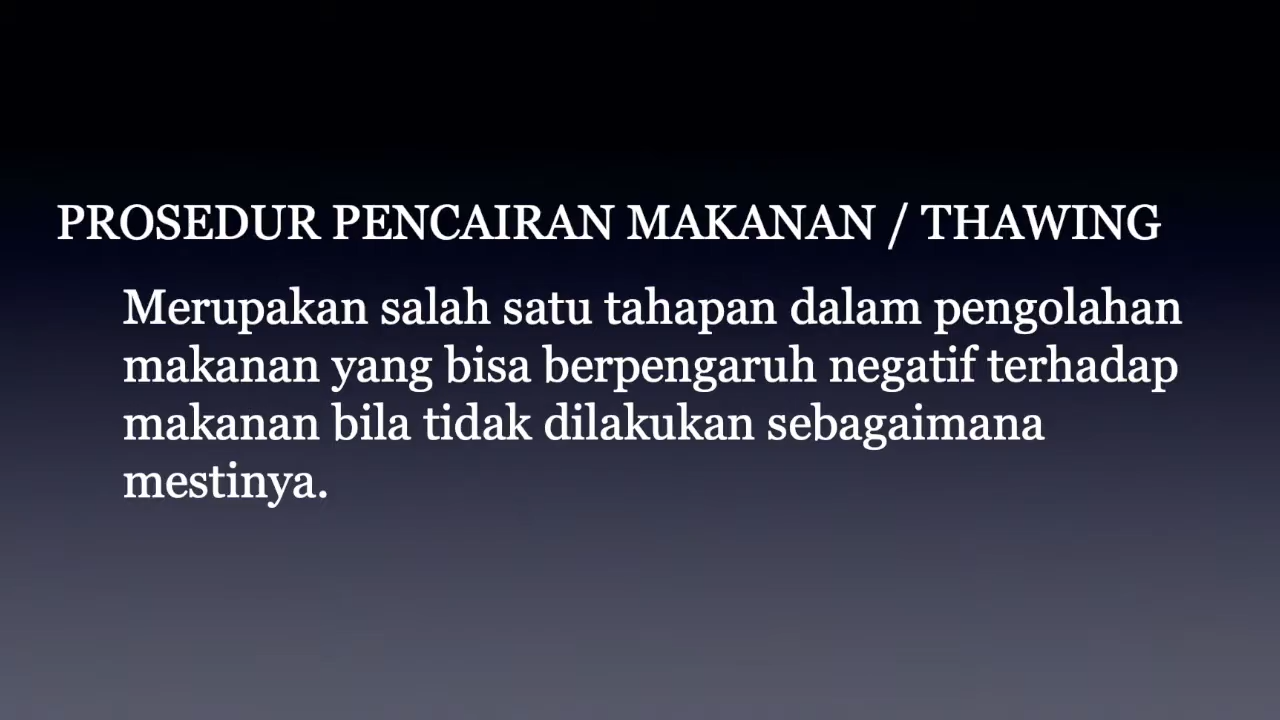 PROSEDUR PENCAIRAN MAKANAN / THAWING
Merupakan salah satu tahapan dalam pengolahan
makanan yang bisa berpengaruh negatif terhadap
makanan bila tidak dilakukan sebagaimana
mestinya.